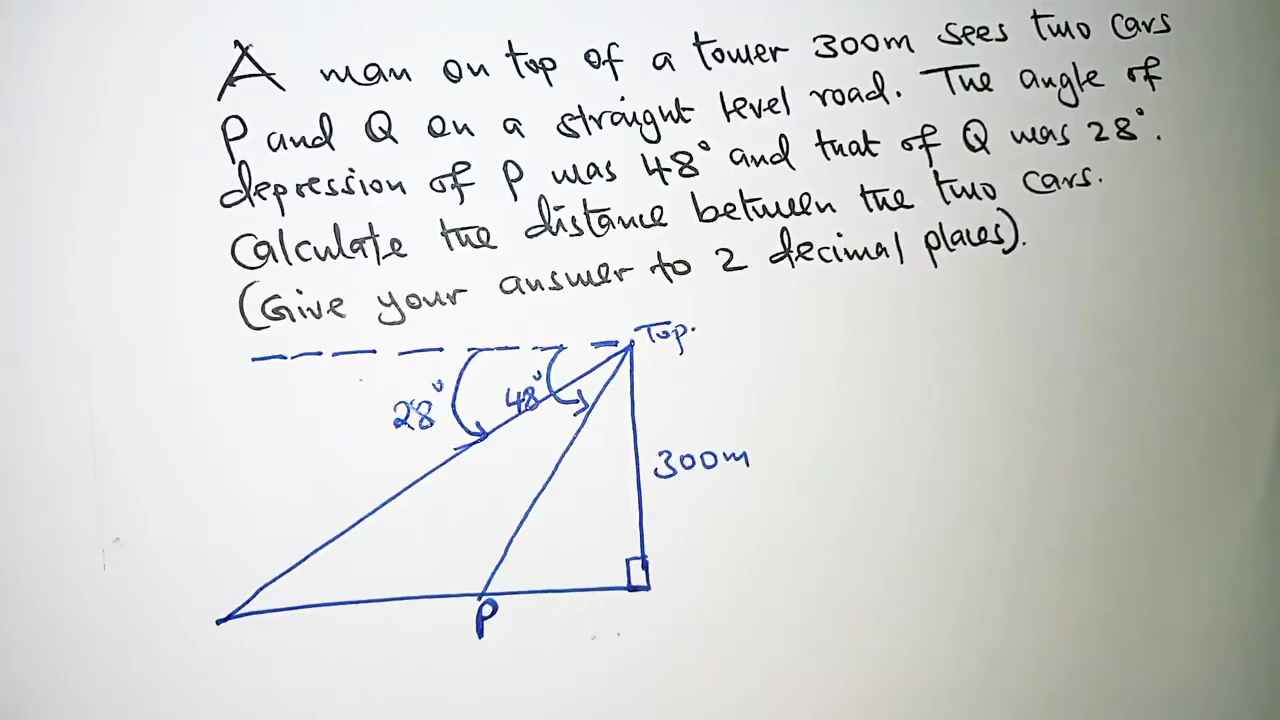 A man on top of a tower 300m sees two cars
P and Q on a straight level road. The angle of
depression of P was 48° and that of Q was 28°.
Calculate the distance between the two cars.
(Give your answer to 2 decimal places).
Top.
28°
48°
300m
P